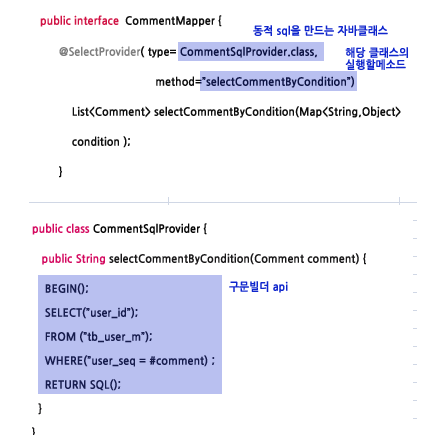 public interface CommentMapper {
동적 sql을 만드는 자바클래스
@SelectProvider( type= CommentSqlProvider,class,
해당 클래스의
실행할메소드
method="selectCommentByCondition")
List<Comment> selectCommentByCondition(Map<String,Object>
condition );
}
public class CommentSqlProvider {
public String selectCommentByCondition(Comment comment) {
구문빌더 api
BEGIN();
SELECT("user_id");
FROM ("tb_user_m");
WHERE("user_seq = #comment) ;
RETURN SQL();
}
}